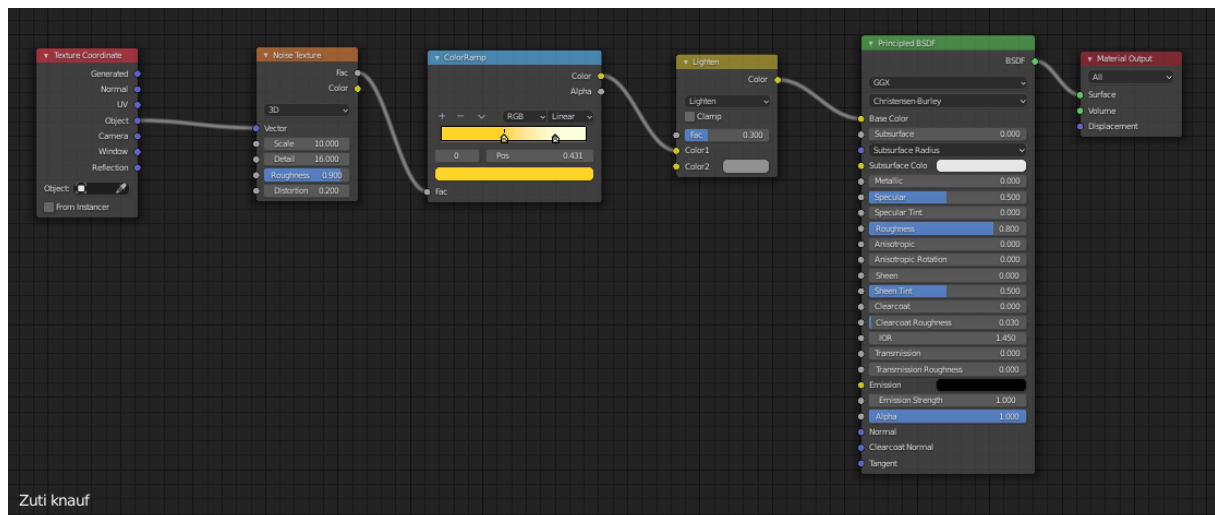 Texture Coordinate
Generated
Normal
UV
Object
Camera
Window
Reflection
Object:
From Instancer
Noise Texture
Fac
Color
3D
Vector
Scale 10.000
Detail 16.000
Roughness 0.900
Distortion 0.200
ColorRamp
Color
Alpha
RGB Linear
0 Pos 0.431
Fac
Lighten
Color
Lighten
Clamp
Fac 0.300
Color1
Color2
Principled BSDF
BSDF
GGX
Christensen-Burley
Base Color
Subsurface 0.000
Subsurface Radius
Subsurface Colo
Metallic 0.000
Specular 0.500
Specular Tint 0.000
Roughness 0.800
Anisotropic 0.000
Anisotropic Rotation 0.000
Sheen 0.000
Sheen Tint 0.500
Clearcoat 0.000
Clearcoat Roughness 0.030
IOR 1.450
Transmission 0.000
Transmission Roughness 0.000
Emission
Emission Strength 1.000
Alpha 1.000
Normal
Clearcoat Normal
Tangent
Material Output
All
Surface
Volume
Displacement
Zuti knauf